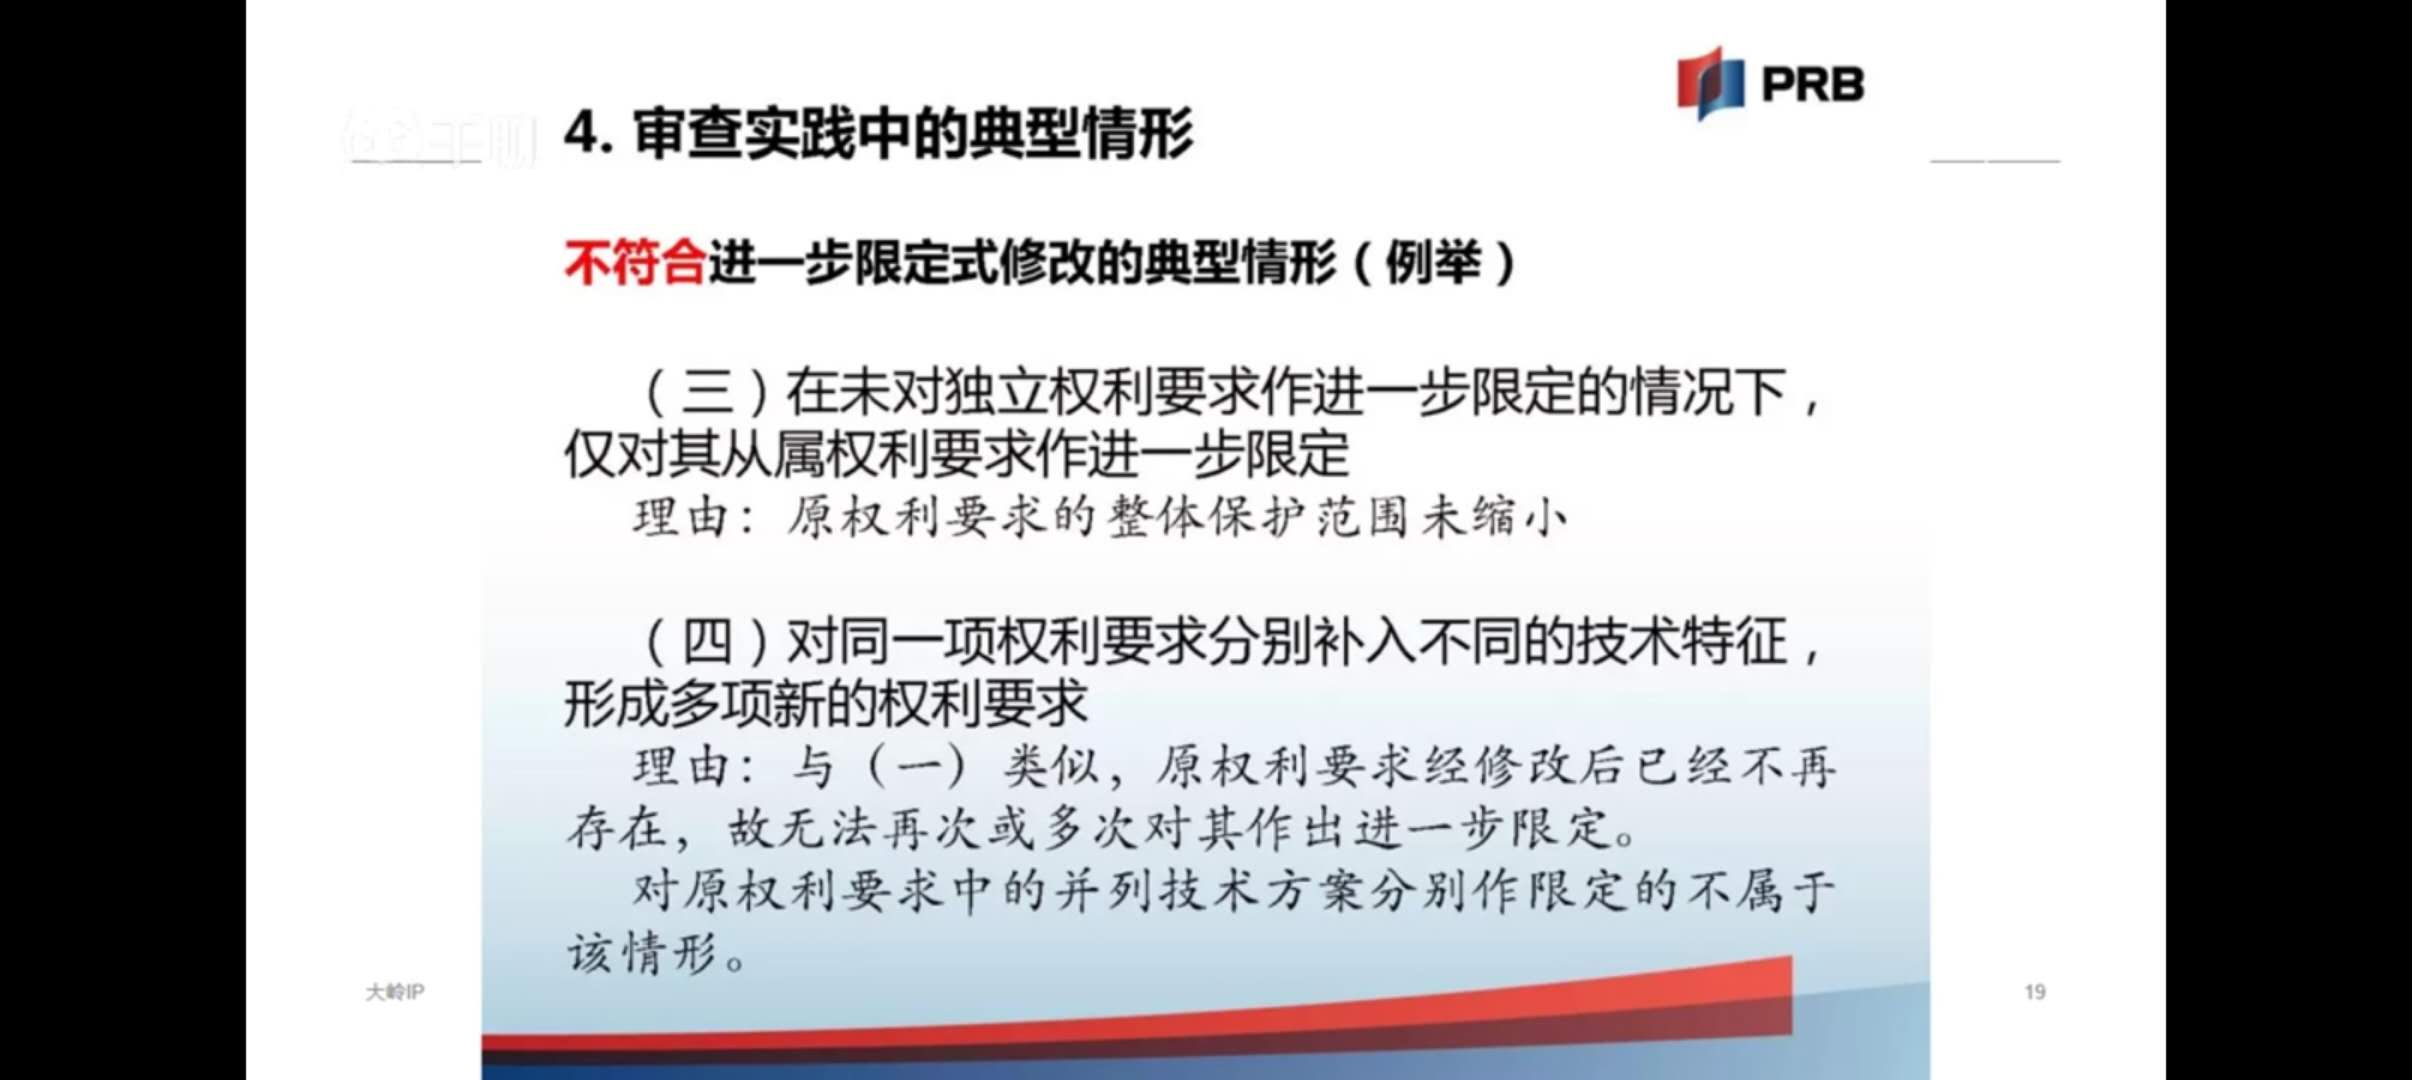 PRB
千聊
4. 审查实践中的典型情形
不符合进一步限定式修改的典型情形（例举）
（三）在未对独立权利要求作进一步限定的情况下，
仅对其从属权利要求作进一步限定
理由：原权利要求的整体保护范围未缩小
（四）对同一项权利要求分别补入不同的技术特征，
形成多项新的权利要求
理由：与（一）类似，原权利要求经修改后已经不再
存在，故无法再次或多次对其作出进一步限定。
对原权利要求中的并列技术方案分别作限定的不属于
该情形。
大岭IP
19